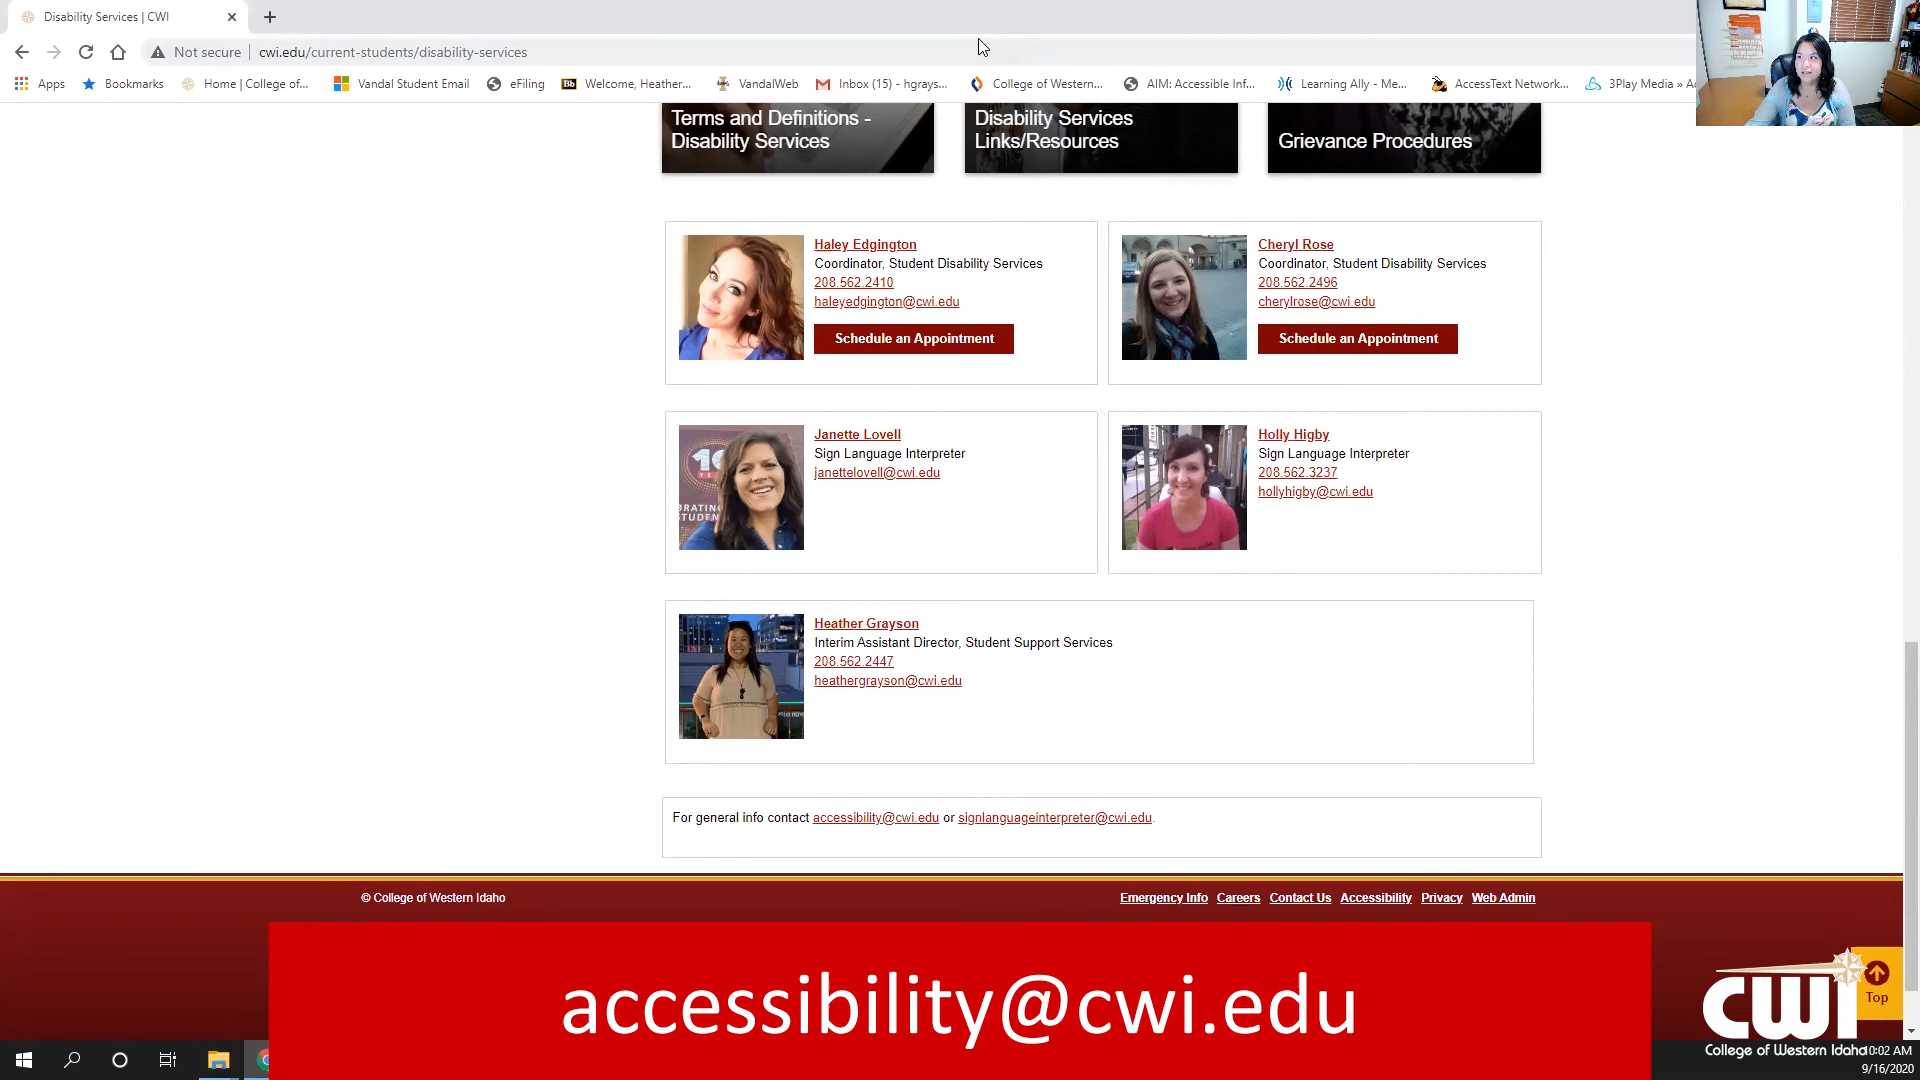 Disability Services | CWI
Not secure | cwi.edu/current-students/disability-services
Apps Bookmarks Home | College of... Vandal Student Email eFiling Bb Welcome, Heather... VandalWeb Inbox (15) - hgrays... College of Western... AIM: Accessible Inf... Learning Ally - Me... AccessText Network... 3Play Media »
Terms and Definitions -
Disability Services
Disability Services
Links/Resources
Grievance Procedures
Haley Edgington
Coordinator, Student Disability Services
208.562.2410
haleyedgington@cwi.edu
Schedule an Appointment
Cheryl Rose
Coordinator, Student Disability Services
208.562.2496
cherylrose@cwi.edu
Schedule an Appointment
Janette Lovell
Sign Language Interpreter
janettelovell@cwi.edu
Holly Higby
Sign Language Interpreter
208.562.3237
hollyhigby@cwi.edu
Heather Grayson
Interim Assistant Director, Student Support Services
208.562.2447
heathergrayson@cwi.edu
For general info contact accessibility@cwi.edu or signlanguageinterpreter@cwi.edu.
© College of Western Idaho
Emergency Info Careers Contact Us Accessibility Privacy Web Admin
accessibility@cwi.edu
Top
CWI
College of Western Idaho
10:02 AM
9/16/2020